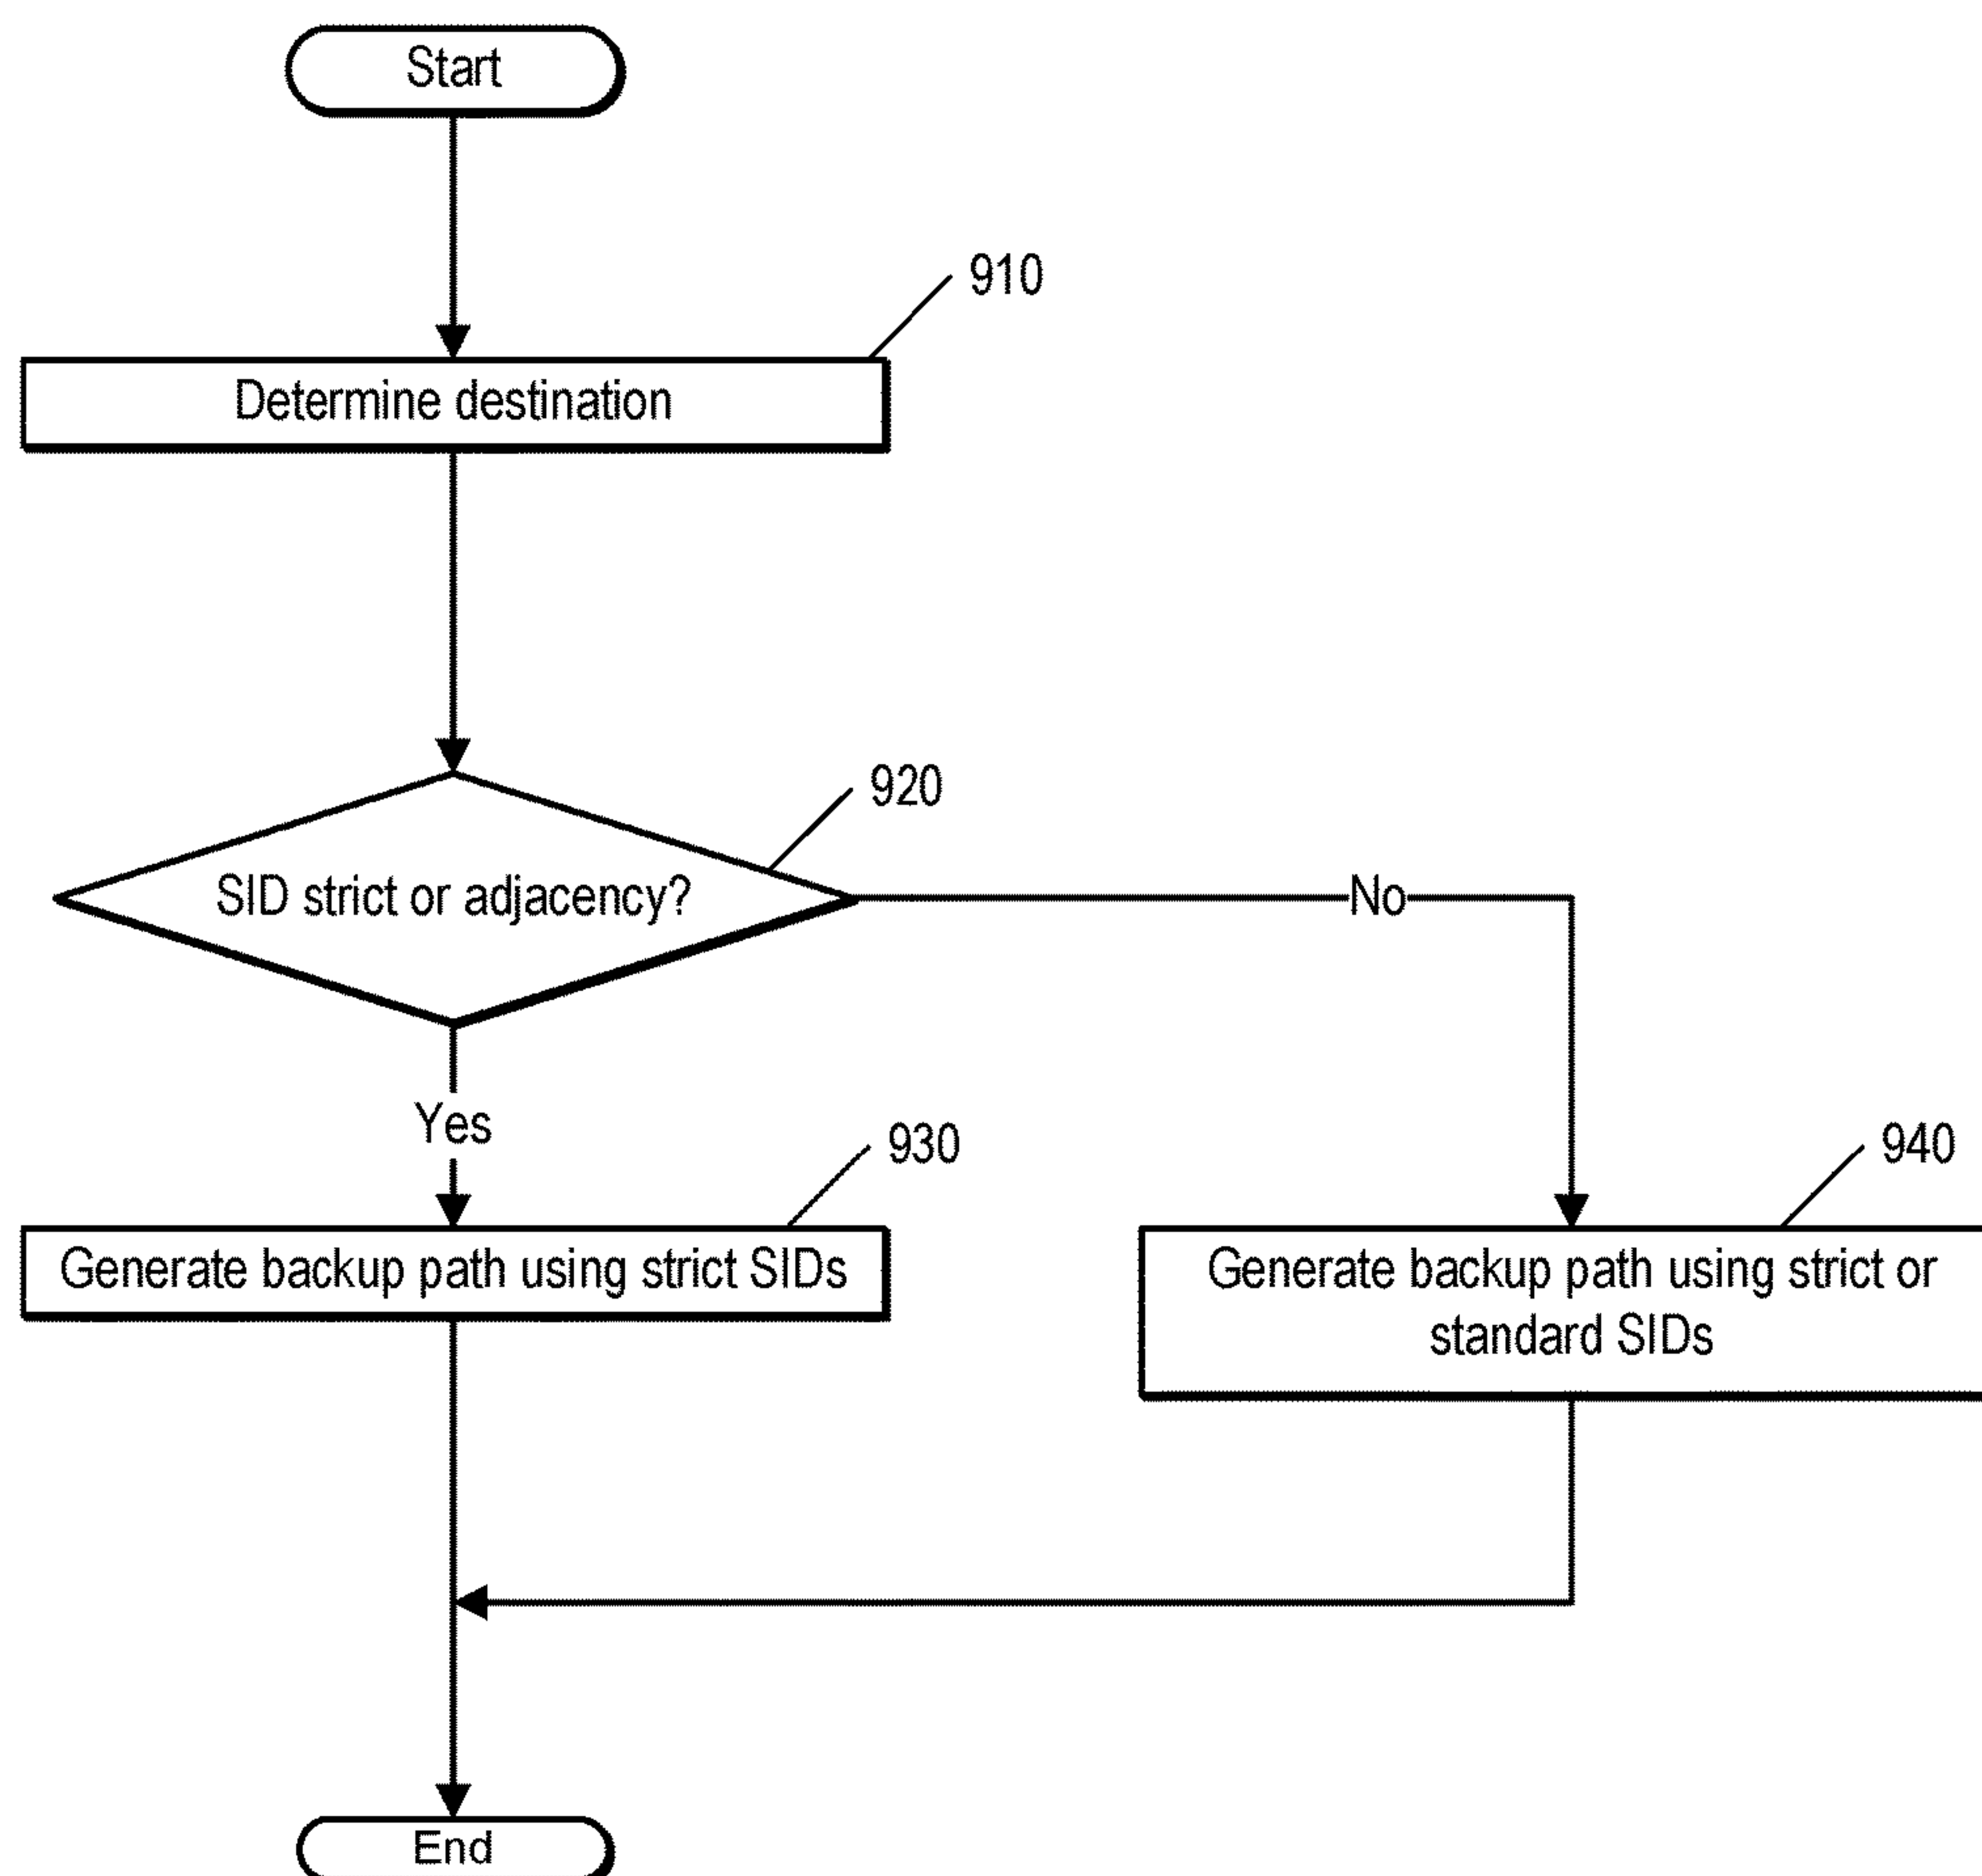 Start
910
Determine destination
920
SID strict or adjacency?
No
Yes
930
940
Generate backup path using strict SIDs
Generate backup path using strict or
standard SIDs
End